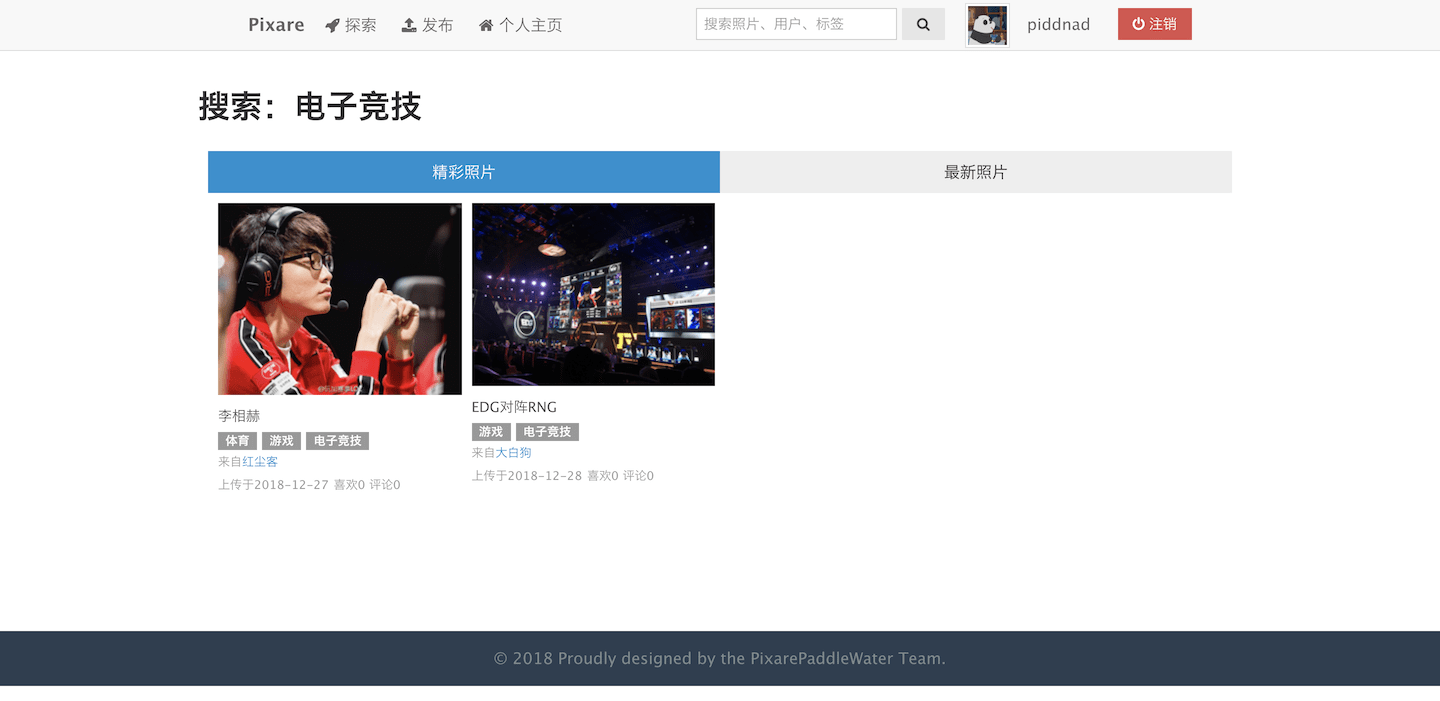 Pixare 探索 发布 个人主页 搜索照片、用户、标签 piddnad 注销
搜索：电子竞技
精彩照片 最新照片
李相赫
体育 游戏 电子竞技
来自红尘客
上传于2018-12-27 喜欢0 评论0
EDG对阵RNG
游戏 电子竞技
来自大白狗
上传于2018-12-28 喜欢0 评论0
© 2018 Proudly designed by the PixarePaddleWater Team.